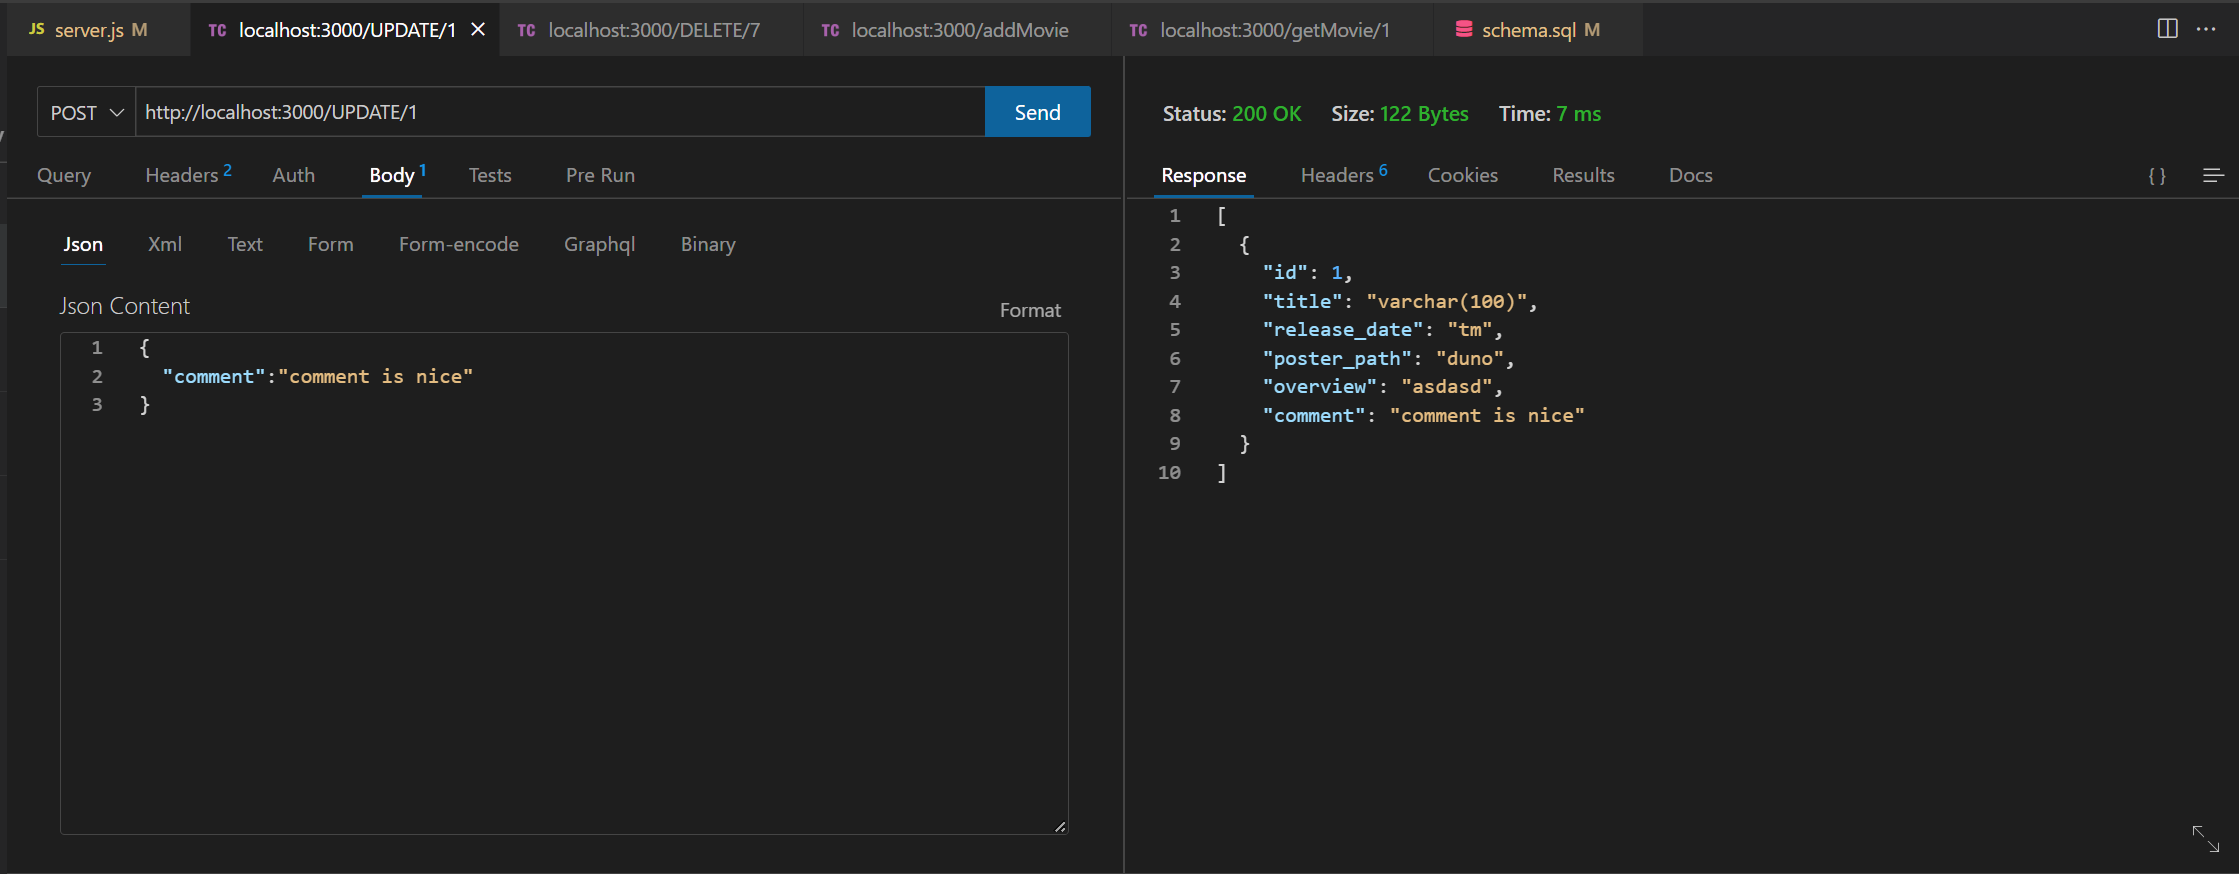 JS server.js M TC localhost:3000/UPDATE/1 TC localhost:3000/DELETE/7 TC localhost:3000/addMovie TC localhost:3000/getMovie/1 schema.sql M
POST http://localhost:3000/UPDATE/1 Send
Query Headers 2 Auth Body 1 Tests Pre Run
Json Xml Text Form Form-encode Graphql Binary
Json Content Format
1 {
2 "comment":"comment is nice"
3 }
Status: 200 OK Size: 122 Bytes Time: 7 ms
Response Headers 6 Cookies Results Docs { }
1 [
2 {
3 "id": 1,
4 "title": "varchar(100)",
5 "release_date": "tm",
6 "poster_path": "duno",
7 "overview": "asdasd",
8 "comment": "comment is nice"
9 }
10 ]